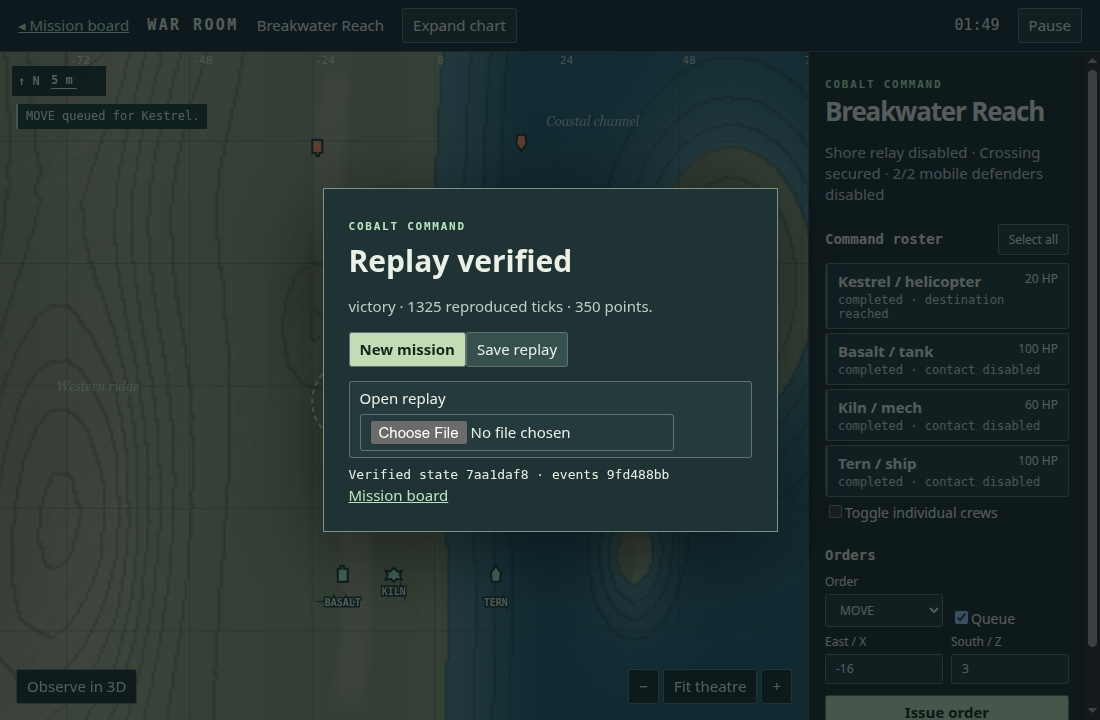 ◂ Mission board
WAR ROOM
Breakwater Reach
Expand chart
01:49
Pause
-72
-48
-24
0
24
48
↑ N 5 m
MOVE queued for Kestrel.
Coastal channel
Western ridge
BASALT
KILN
TERN
Observe in 3D
−
Fit theatre
+
COBALT COMMAND
Replay verified
victory · 1325 reproduced ticks · 350 points.
New mission
Save replay
Open replay
Choose File No file chosen
Verified state 7aa1daf8 · events 9fd488bb
Mission board
COBALT COMMAND
Breakwater Reach
Shore relay disabled · Crossing
secured · 2/2 mobile defenders
disabled
Command roster
Select all
Kestrel / helicopter
20 HP
completed · destination
reached
Basalt / tank
100 HP
completed · contact disabled
Kiln / mech
60 HP
completed · contact disabled
Tern / ship
100 HP
completed · contact disabled
Toggle individual crews
Orders
Order
MOVE
Queue
East / X
South / Z
-16
3
Issue order